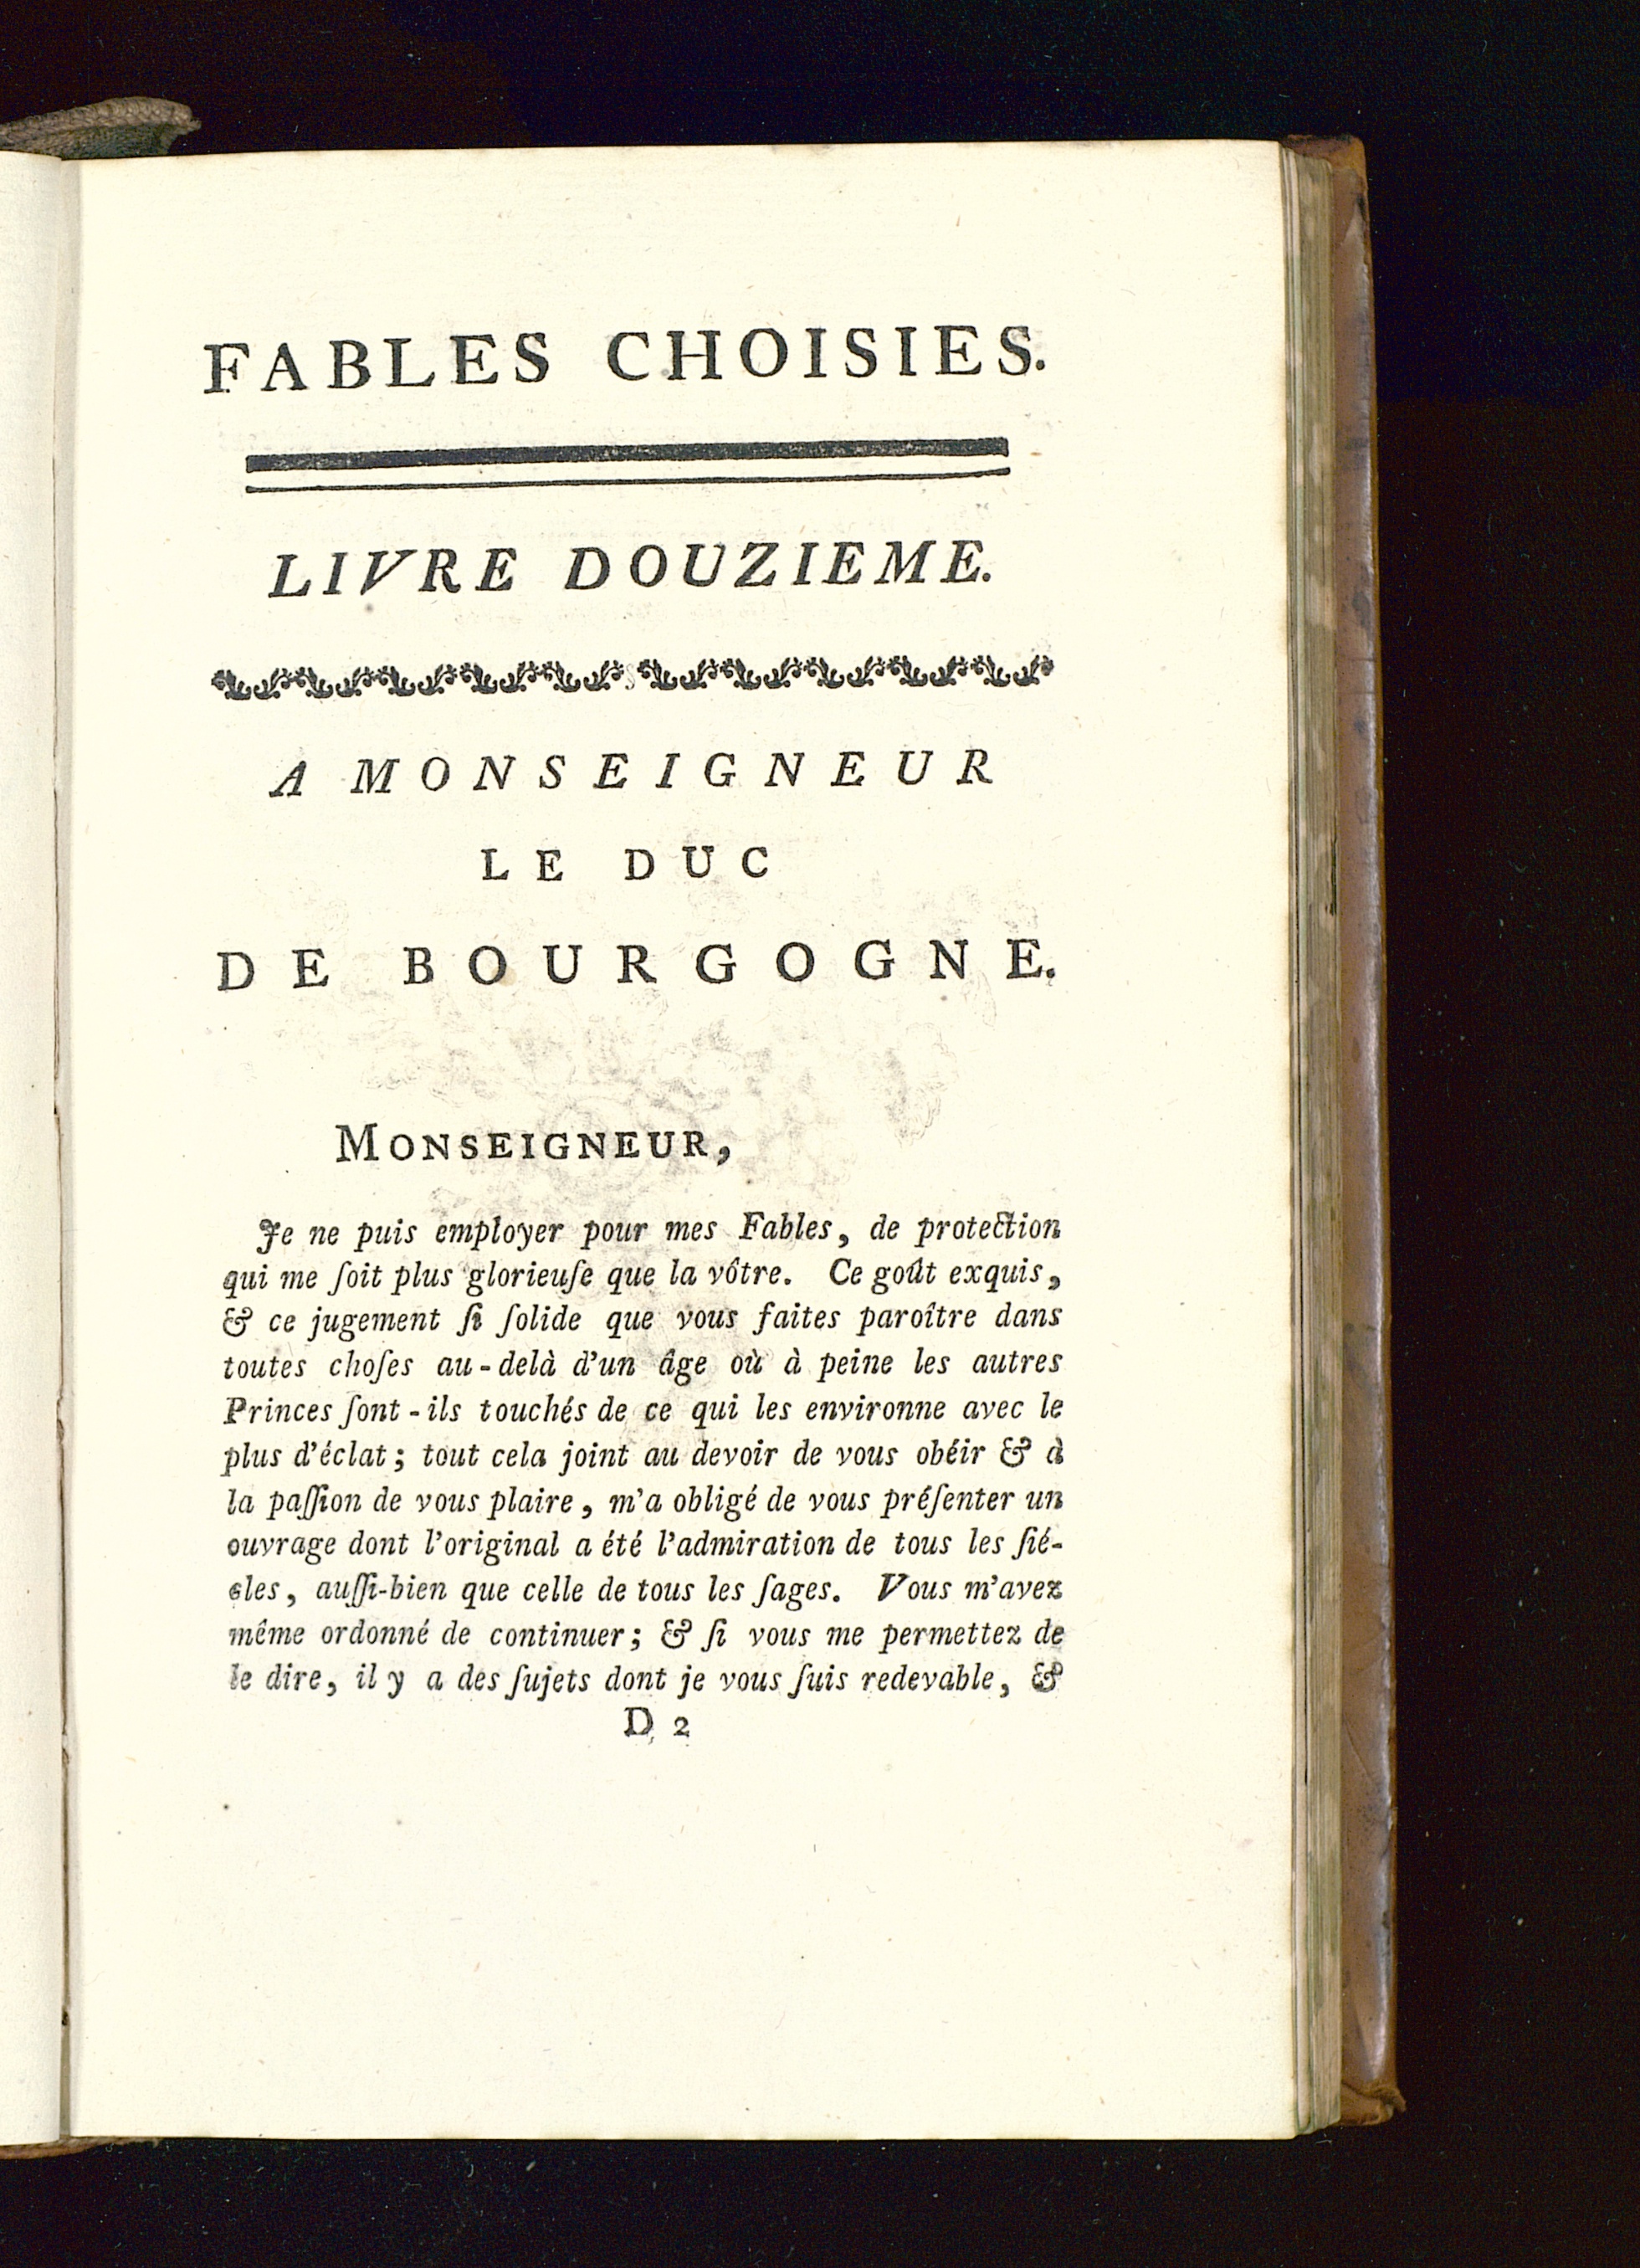 FABLES CHOISIES.
LIVRE DOUZIEME.
A MONSEIGNEUR
LE DUC
DE BOURGOGNE.
MONSEIGNEUR,
Je ne puis employer pour mes Fables, de protection
qui me ſoit plus glorieuſe que la vôtre. Ce goût exquis,
& ce jugement ſi ſolide que vous faites paroître dans
toutes choſes au-delà d'un âge où à peine les autres
Princes ſont-ils touchés de ce qui les environne avec le
plus d'éclat; tout cela joint au devoir de vous obéir & à
la paſſion de vous plaire, m'a obligé de vous préſenter un
ouvrage dont l'original a été l'admiration de tous les ſié-
cles, auſſi-bien que celle de tous les ſages. Vous m'avez
même ordonné de continuer; & ſi vous me permettez de
le dire, il y a des ſujets dont je vous ſuis redevable, &
D 2